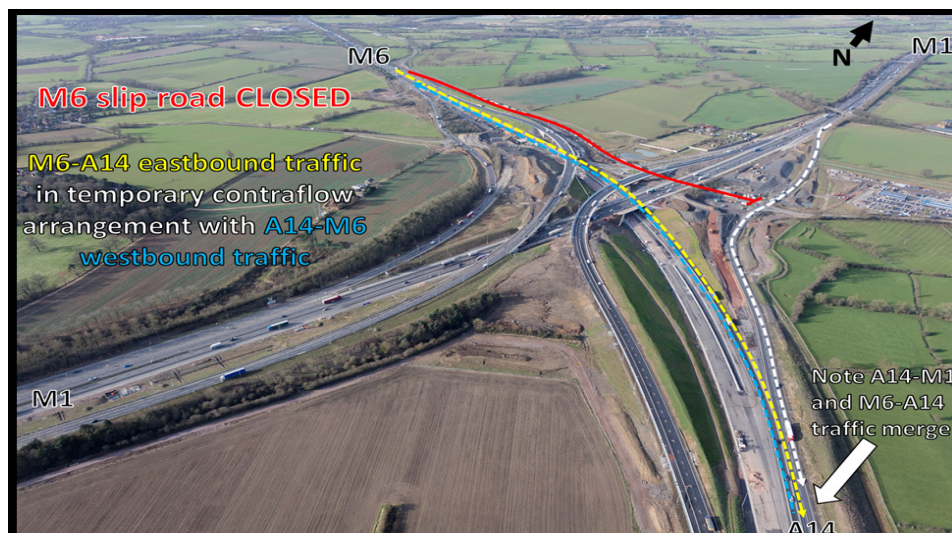 M6
M1
N
M6 slip road CLOSED
M6-A14 eastbound traffic
in temporary contraflow
arrangement with A14-M6
westbound traffic
M1
Note A14-M1
and M6-A14
traffic merge
A14